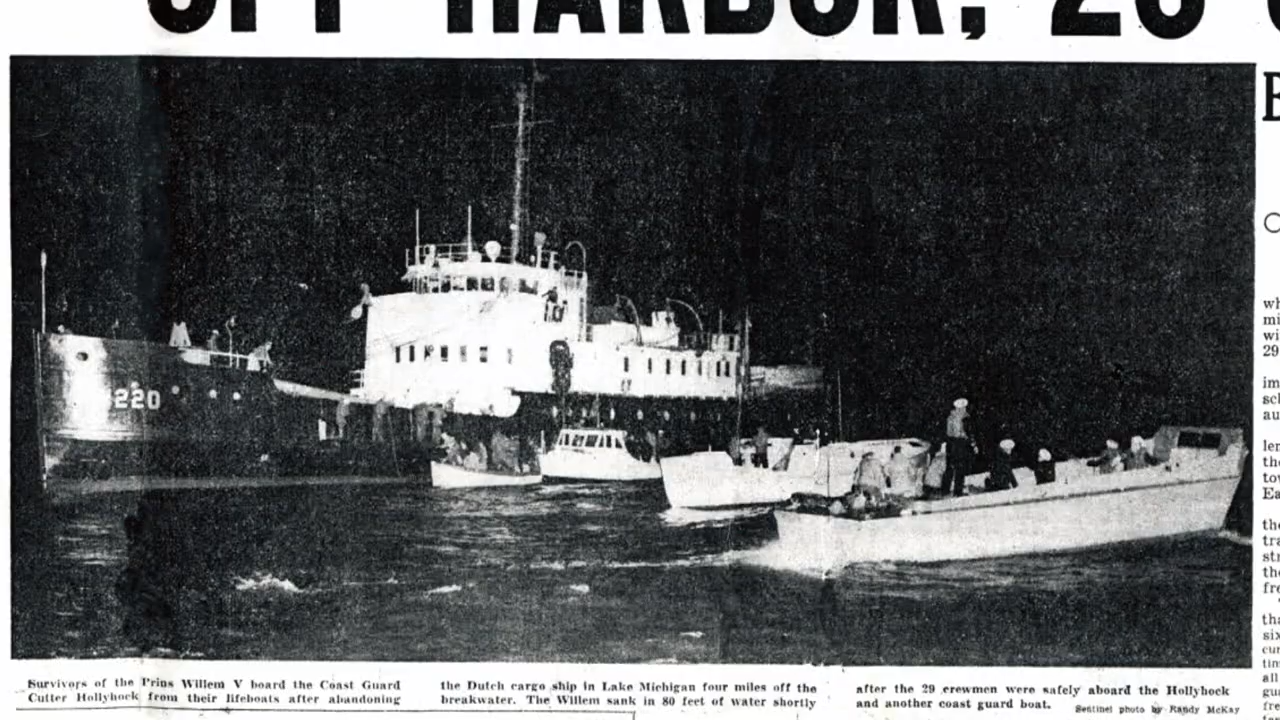 OFF HARBOR, 28
220
Survivors of the Prins Willem V board the Coast Guard
Cutter Hollyhock from their lifeboats after abandoning
the Dutch cargo ship in Lake Michigan four miles off the
breakwater. The Willem sank in 80 feet of water shortly
after the 29 crewmen were safely aboard the Hollyhock
and another coast guard boat.
Sentinel photo by Randy McKay
29